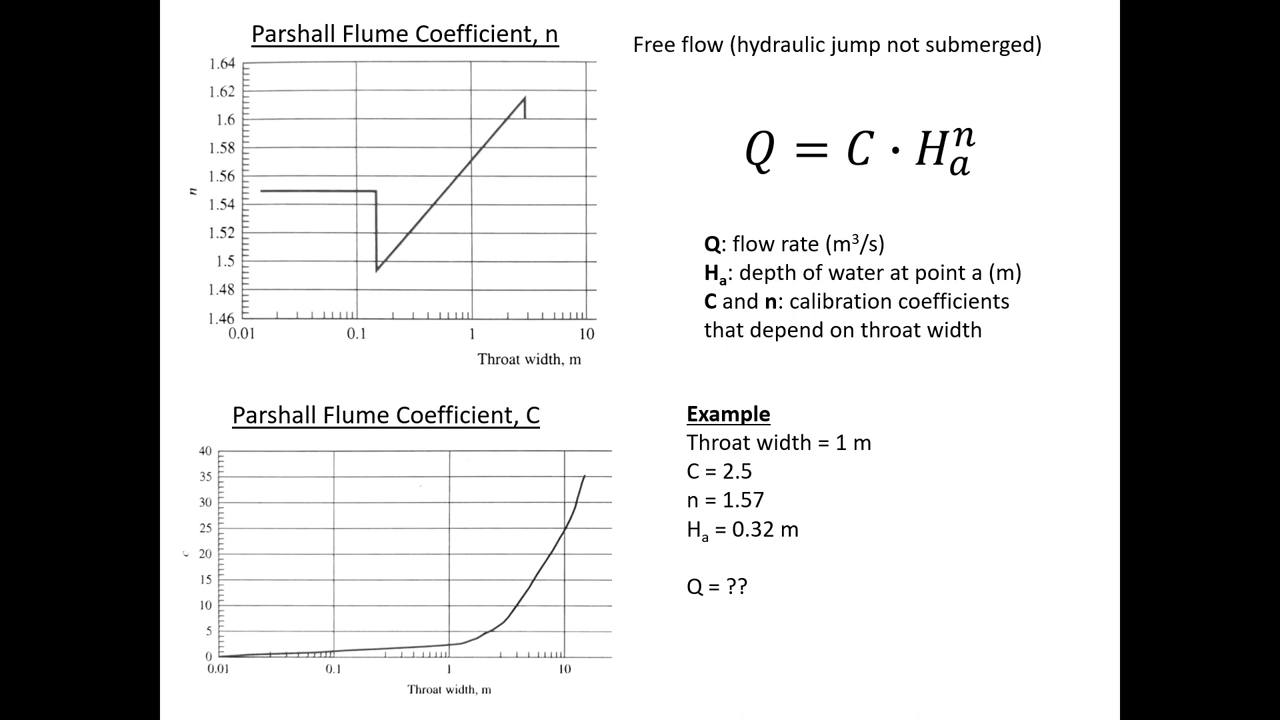 Parshall Flume Coefficient, n
1.64
1.62
1.6
1.58
1.56
1.54
1.52
1.5
1.48
1.46
n
0.01 0.1 1 10
Throat width, m
Free flow (hydraulic jump not submerged)
Q = C · Hₐⁿ
Q: flow rate (m³/s)
Hₐ: depth of water at point a (m)
C and n: calibration coefficients
that depend on throat width
Parshall Flume Coefficient, C
40
35
30
25
20
15
10
5
0
C
0.01 0.1 1 10
Throat width, m
Example
Throat width = 1 m
C = 2.5
n = 1.57
Hₐ = 0.32 m
Q = ??